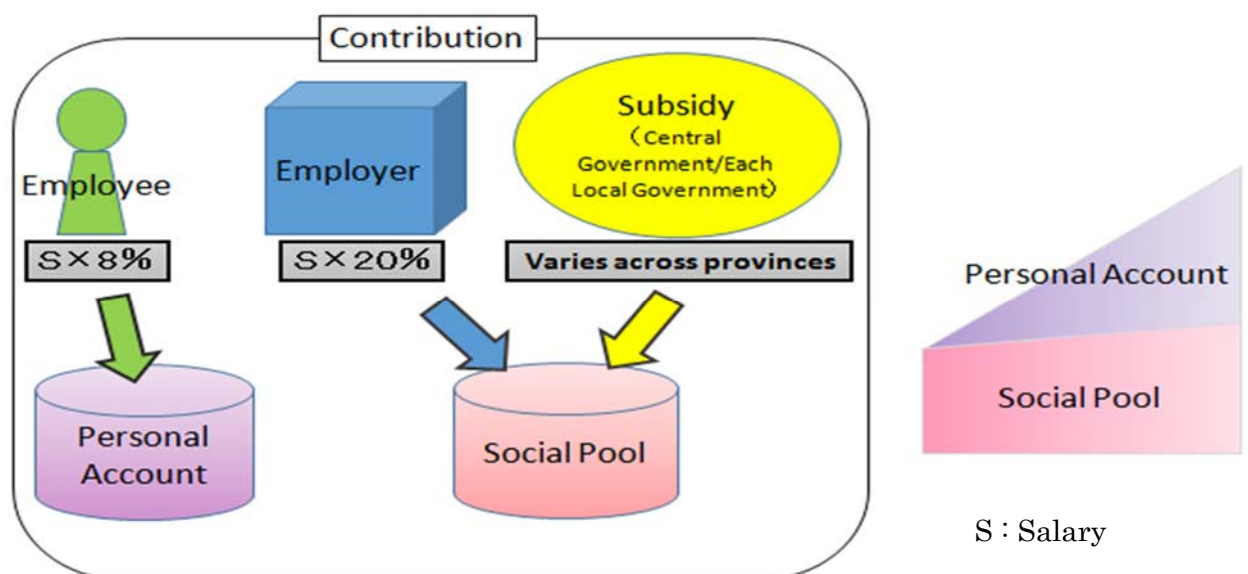 Contribution
Employee
Employer
Subsidy
（Central
Government/Each
Local Government）
S×8%
S×20%
Varies across provinces
Personal
Account
Social Pool
Personal Account
Social Pool
S : Salary